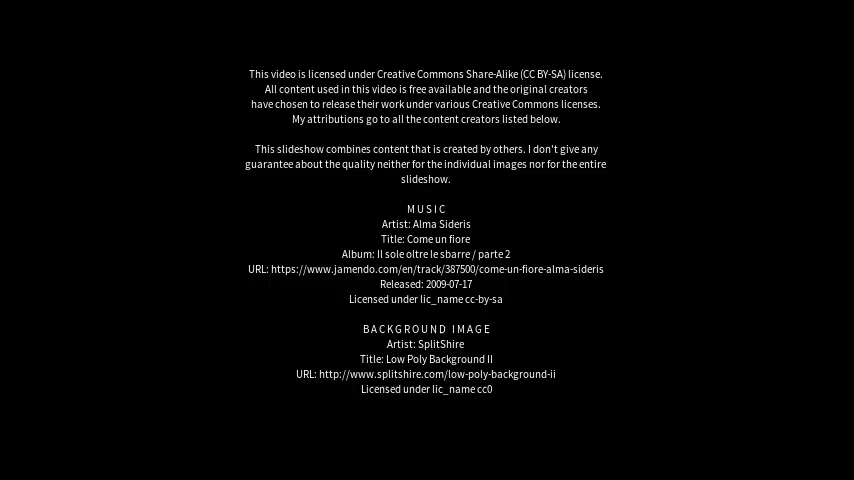 This video is licensed under Creative Commons Share-Alike (CC BY-SA) license.
All content used in this video is free available and the original creators
have chosen to release their work under various Creative Commons licenses.
My attributions go to all the content creators listed below.
This slideshow combines content that is created by others. I don't give any
guarantee about the quality neither for the individual images nor for the entire
slideshow.
MUSIC
Artist: Alma Sideris
Title: Come un fiore
Album: Il sole oltre le sbarre / parte 2
URL: https://www.jamendo.com/en/track/387500/come-un-fiore-alma-sideris
Released: 2009-07-17
Licensed under lic_name cc-by-sa
BACKGROUND IMAGE
Artist: SplitShire
Title: Low Poly Background II
URL: http://www.splitshire.com/low-poly-background-ii
Licensed under lic_name cc0